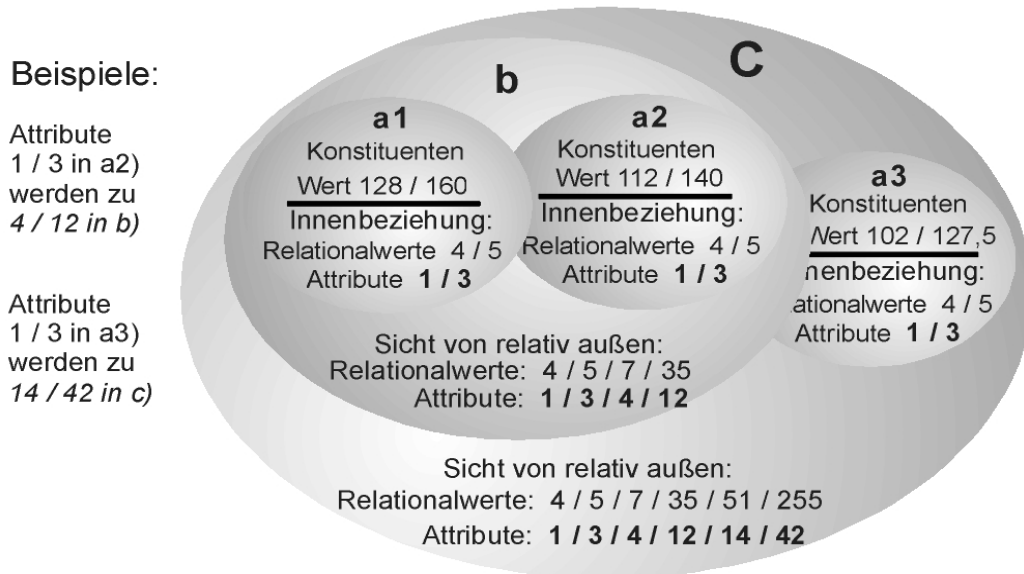 Beispiele:
Attribute
1 / 3 in a2)
werden zu
4 / 12 in b)
Attribute
1 / 3 in a3)
werden zu
14 / 42 in c)
C
b
a1
Konstituenten
Wert 128 / 160
Innenbeziehung:
Relationalwerte 4 / 5
Attribute 1 / 3
a2
Konstituenten
Wert 112 / 140
Innenbeziehung:
Relationalwerte 4 / 5
Attribute 1 / 3
a3
Konstituenten
Wert 102 / 127,5
nenbeziehung:
ationalwerte 4 / 5
Attribute 1 / 3
Sicht von relativ außen:
Relationalwerte: 4 / 5 / 7 / 35
Attribute: 1 / 3 / 4 / 12
Sicht von relativ außen:
Relationalwerte: 4 / 5 / 7 / 35 / 51 / 255
Attribute: 1 / 3 / 4 / 12 / 14 / 42